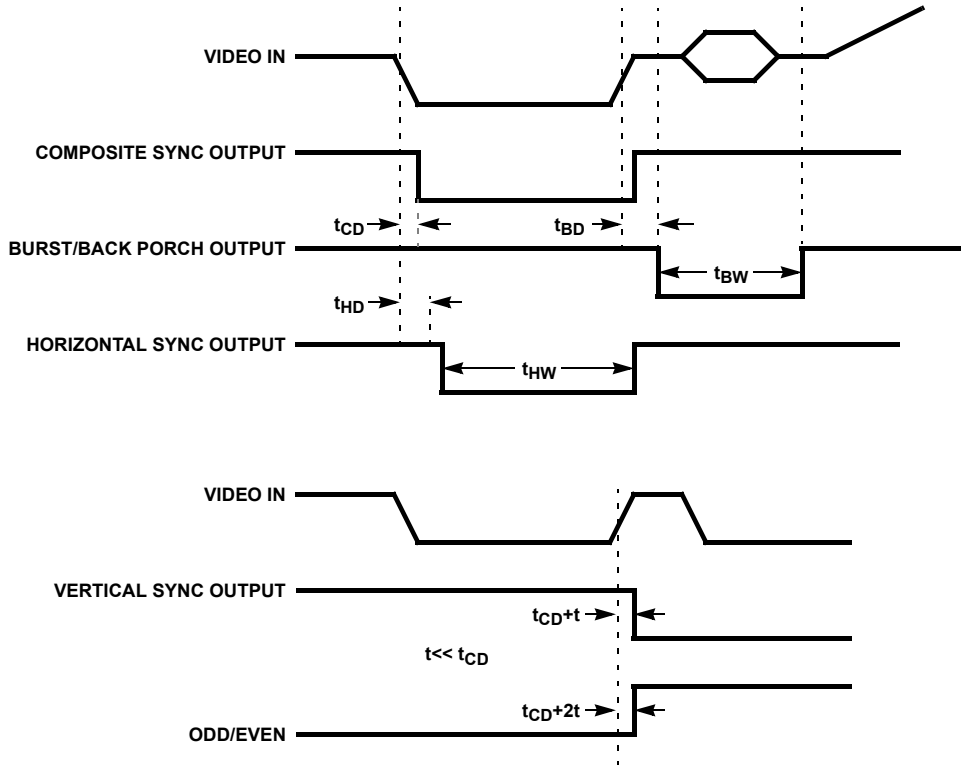 VIDEO IN
COMPOSITE SYNC OUTPUT
tCD
tBD
BURST/BACK PORCH OUTPUT
tBW
tHD
HORIZONTAL SYNC OUTPUT
tHW
VIDEO IN
VERTICAL SYNC OUTPUT
tCD+t
t<< tCD
tCD+2t
ODD/EVEN